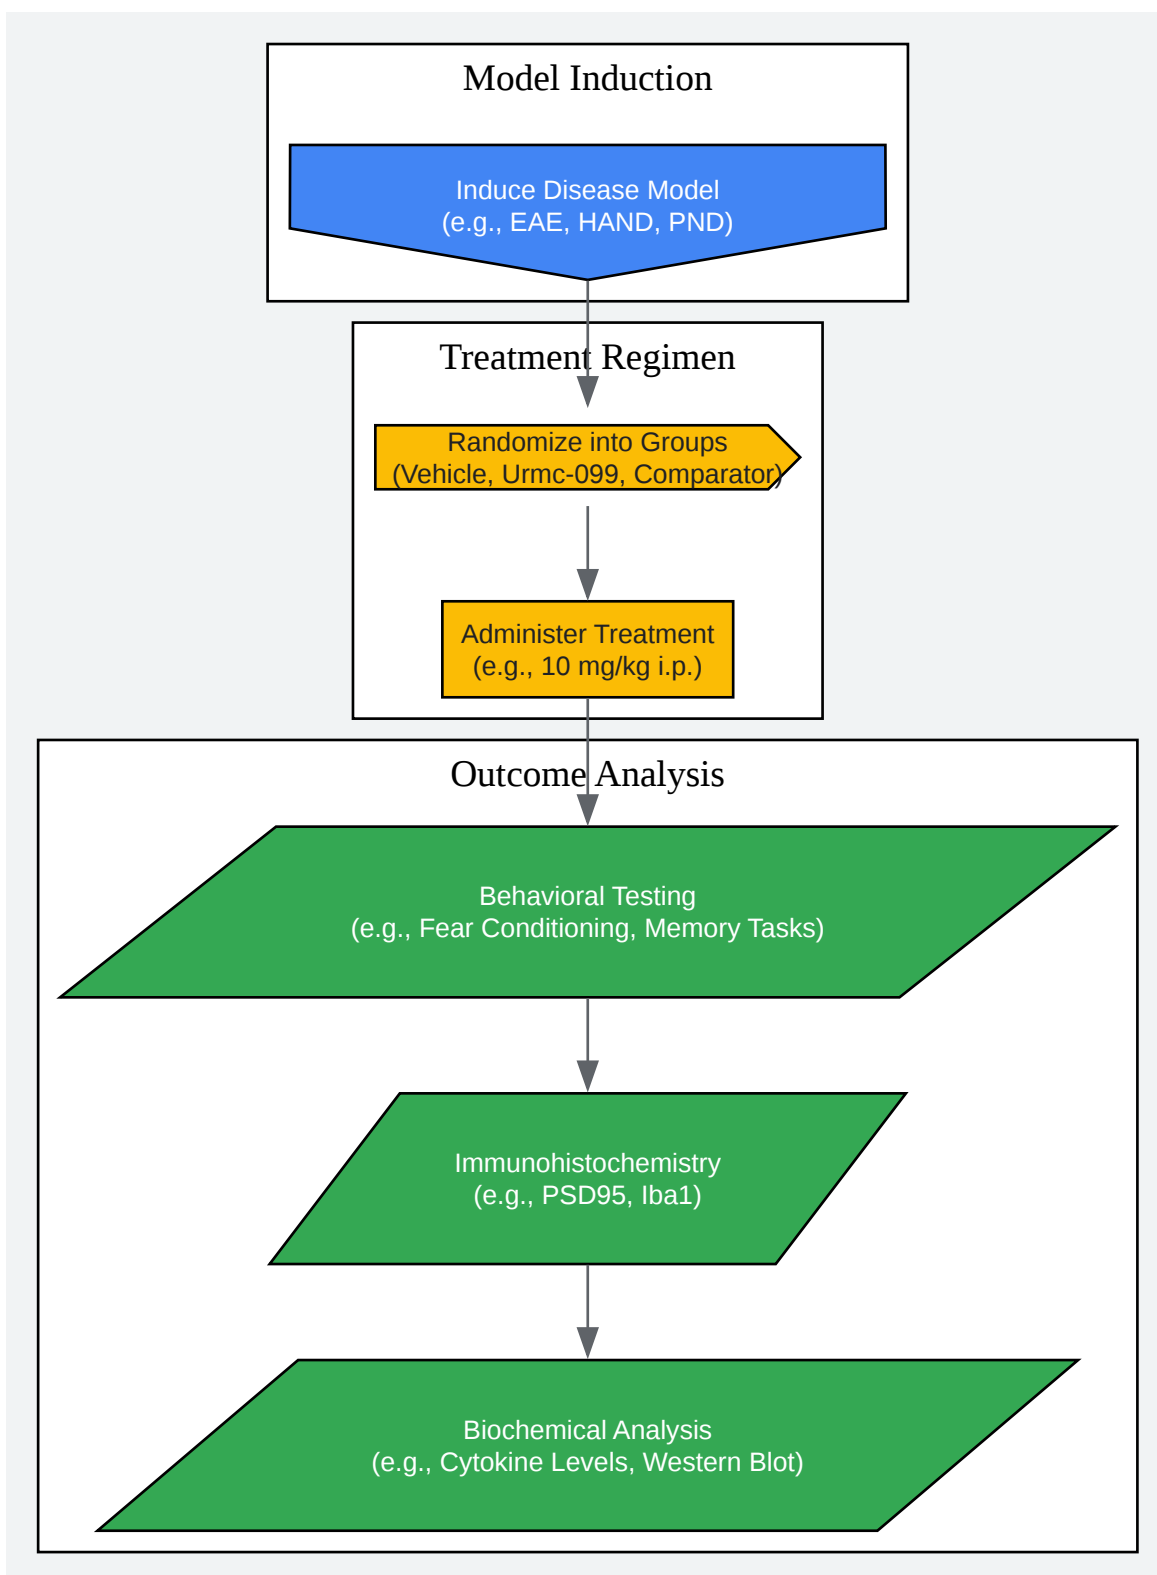 Model Induction
Induce Disease Model
(e.g., EAE, HAND, PND)
Treatment Regimen
Randomize into Groups
(Vehicle, Urmc-099, Comparator)
Administer Treatment
(e.g., 10 mg/kg i.p.)
Outcome Analysis
Behavioral Testing
(e.g., Fear Conditioning, Memory Tasks)
Immunohistochemistry
(e.g., PSD95, Iba1)
Biochemical Analysis
(e.g., Cytokine Levels, Western Blot)